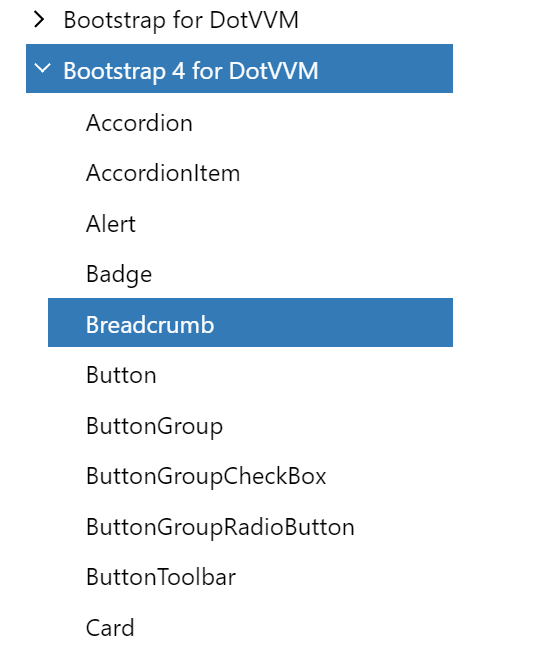 Bootstrap for DotVVM
Bootstrap 4 for DotVVM
Accordion
AccordionItem
Alert
Badge
Breadcrumb
Button
ButtonGroup
ButtonGroupCheckBox
ButtonGroupRadioButton
ButtonToolbar
Card